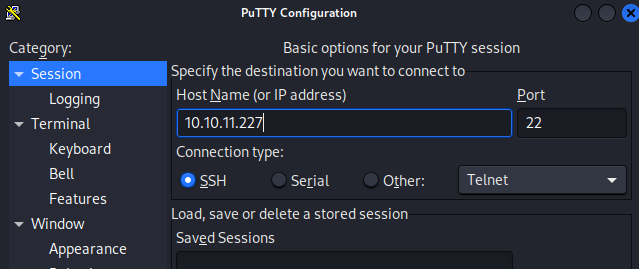 PuTTY Configuration
Category:
Basic options for your PuTTY session
Session
Specify the destination you want to connect to
Logging
Host Name (or IP address)
Port
Terminal
10.10.11.227
22
Keyboard
Connection type:
Bell
SSH
Serial
Other:
Telnet
Features
Load, save or delete a stored session
Window
Saved Sessions
Appearance